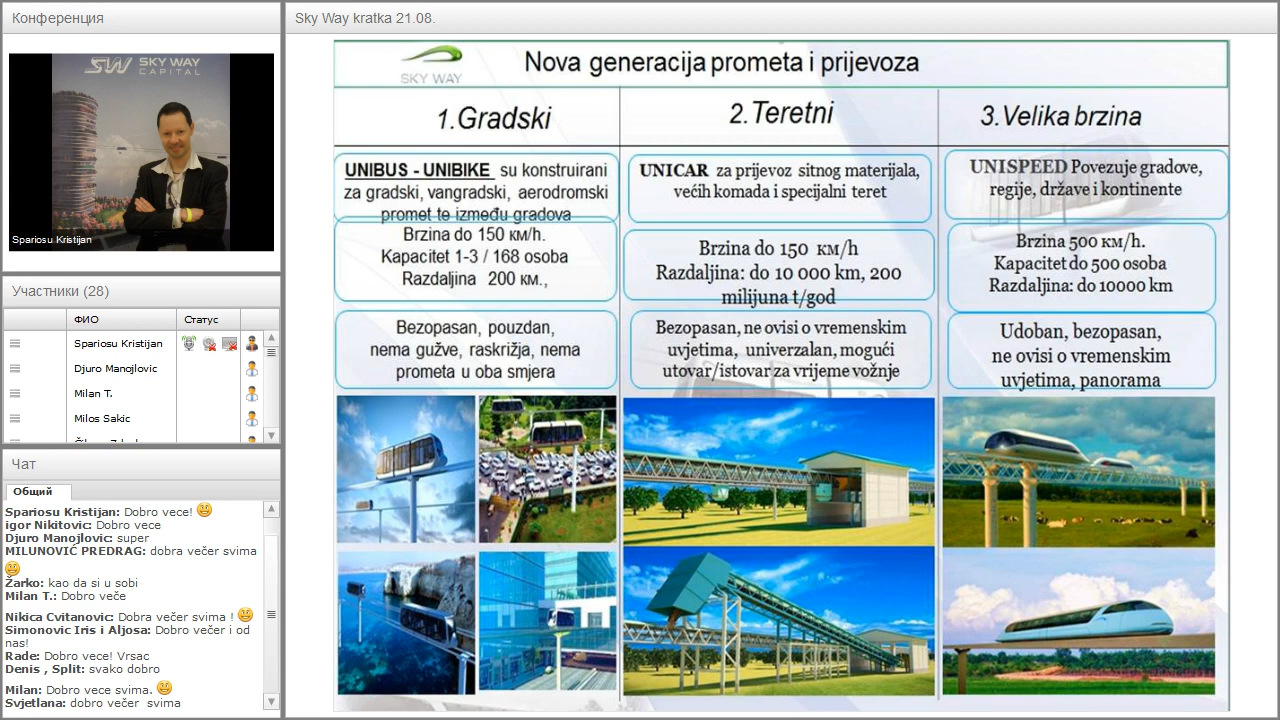 Конференция
SW SKY WAY
CAPITAL
Spariosu Kristijan
Участники (28)
ФИО Статус
Spariosu Kristijan
Djuro Manojlovic
Milan T.
Milos Sakic
Чат
Общий
Spariosu Kristijan: Dobro vece!
igor Nikitovic: Dobro vece
Djuro Manojlovic: super
MILUNOVIĆ PREDRAG: dobra večer svima
Žarko: kao da si u sobi
Milan T.: Dobro veče
Nikica Cvitanovic: Dobra večer svima !
Simonovic Iris i Aljosa: Dobro večer i od
nas!
Rade: Dobro vece! Vrsac
Denis , Split: svako dobro
Milan: Dobro vece svima.
Svjetlana: dobro večer svima
Sky Way kratka 21.08.
SKY WAY
Nova generacija prometa i prijevoza
1.Gradski
2.Teretni
3.Velika brzina
UNIBUS - UNIBIKE su konstruirani
za gradski, vangradski, aerodromski
promet te između gradova
Brzina do 150 км/h.
Kapacitet 1-3 / 168 osoba
Razdaljina 200 км.,
Bezopasan, pouzdan,
nema gužve, raskrižja, nema
prometa u oba smjera
UNICAR za prijevoz sitnog materijala,
većih komada i specijalni teret
Brzina do 150 км/h
Razdaljina: do 10 000 km, 200
milijuna t/god
Bezopasan, ne ovisi o vremenskim
uvjetima, univerzalan, mogući
utovar/istovar za vrijeme vožnje
UNISPEED Povezuje gradove,
regije, države i kontinente
Brzina 500 км/h.
Kapacitet do 500 osoba
Razdaljina: do 10000 km
Udoban, bezopasan,
ne ovisi o vremenskim
uvjetima, panorama